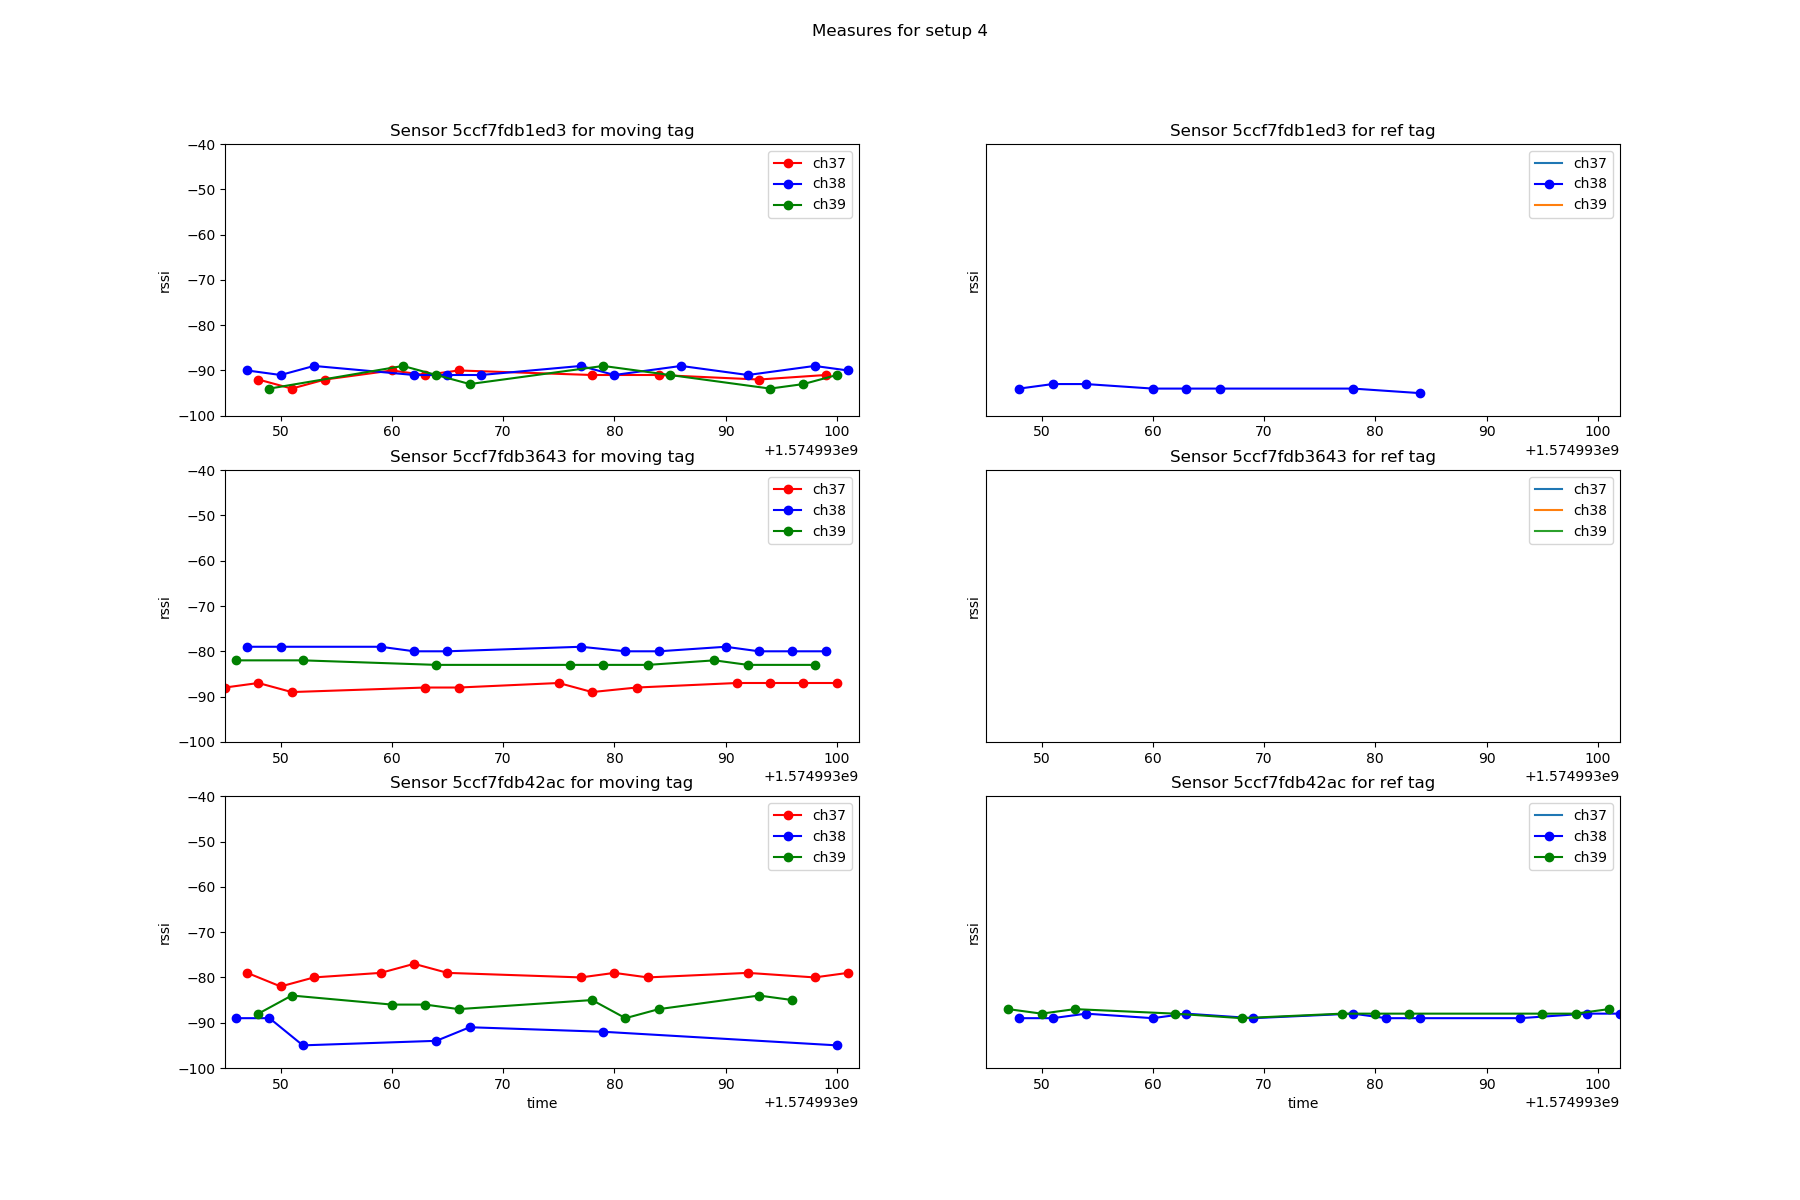 Measures for setup 4
Sensor 5ccf7fdb1ed3 for moving tag
−40
−50
−60
−70
−80
−90
−100
rssi
ch37
ch38
ch39
50 60 70 80 90 100
+1.574993e9
Sensor 5ccf7fdb1ed3 for ref tag
rssi
ch37
ch38
ch39
50 60 70 80 90 100
+1.574993e9
Sensor 5ccf7fdb3643 for moving tag
−40
−50
−60
−70
−80
−90
−100
rssi
ch37
ch38
ch39
50 60 70 80 90 100
+1.574993e9
Sensor 5ccf7fdb3643 for ref tag
rssi
ch37
ch38
ch39
50 60 70 80 90 100
+1.574993e9
Sensor 5ccf7fdb42ac for moving tag
−40
−50
−60
−70
−80
−90
−100
rssi
ch37
ch38
ch39
50 60 70 80 90 100
time
+1.574993e9
Sensor 5ccf7fdb42ac for ref tag
rssi
ch37
ch38
ch39
50 60 70 80 90 100
time
+1.574993e9